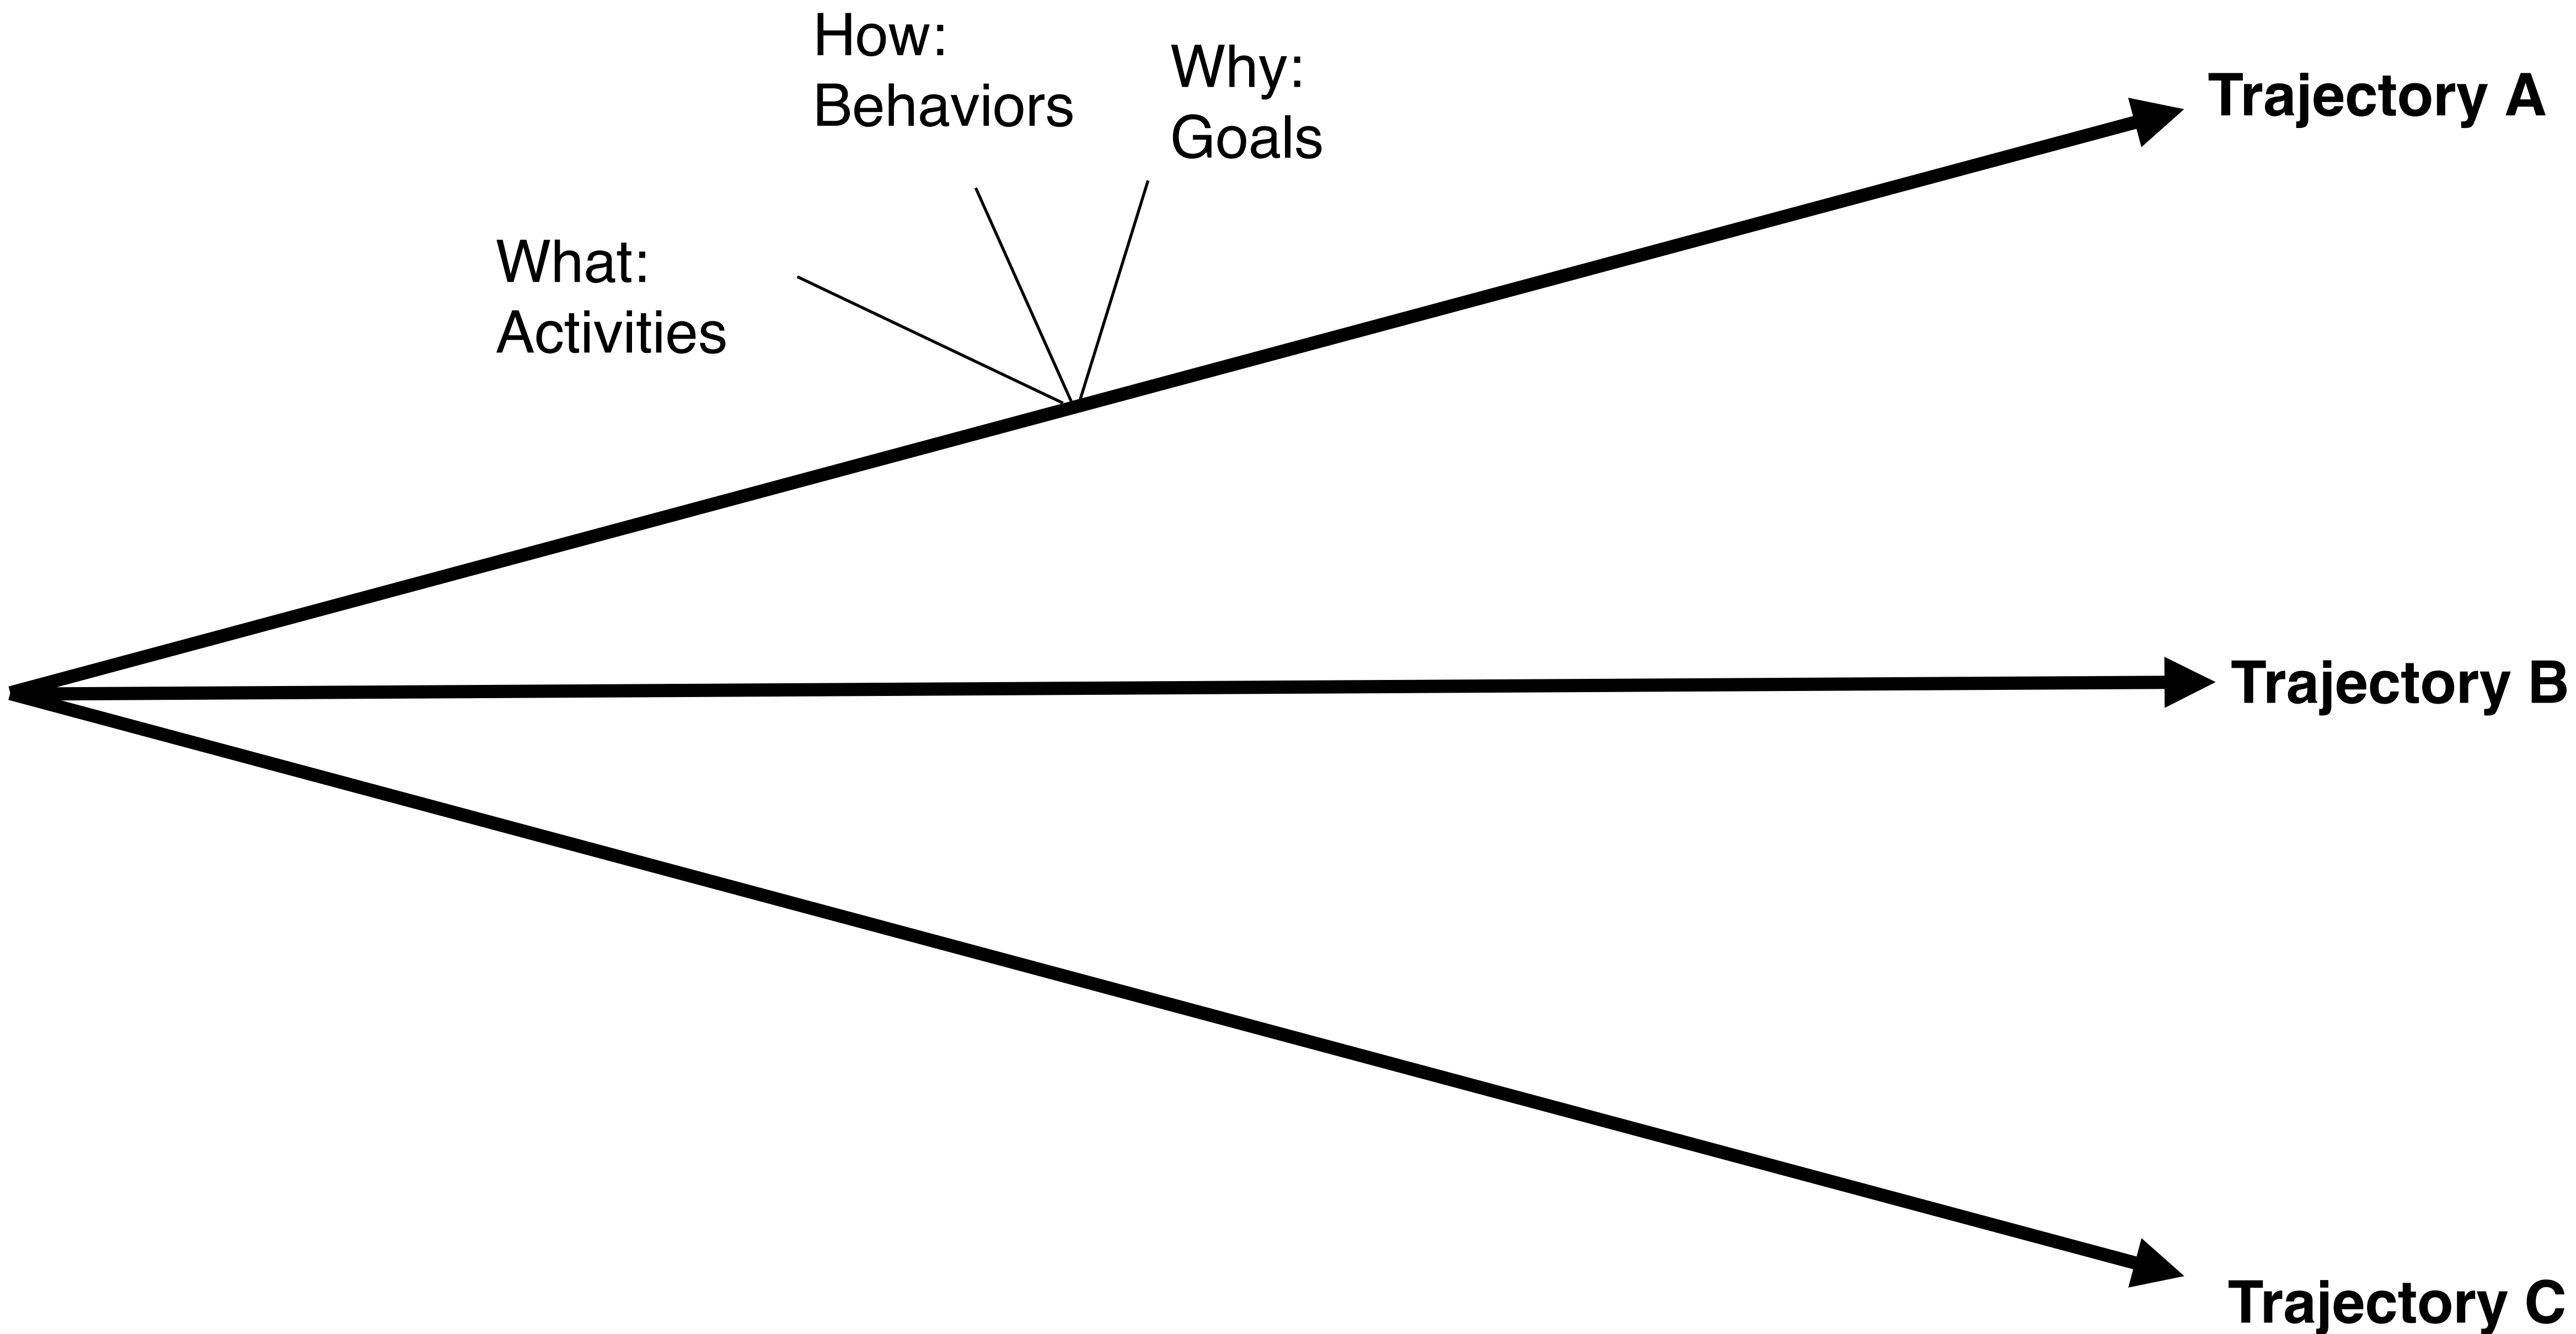 How:
Behaviors
Why:
Goals
Trajectory A
What:
Activities
Trajectory B
Trajectory C